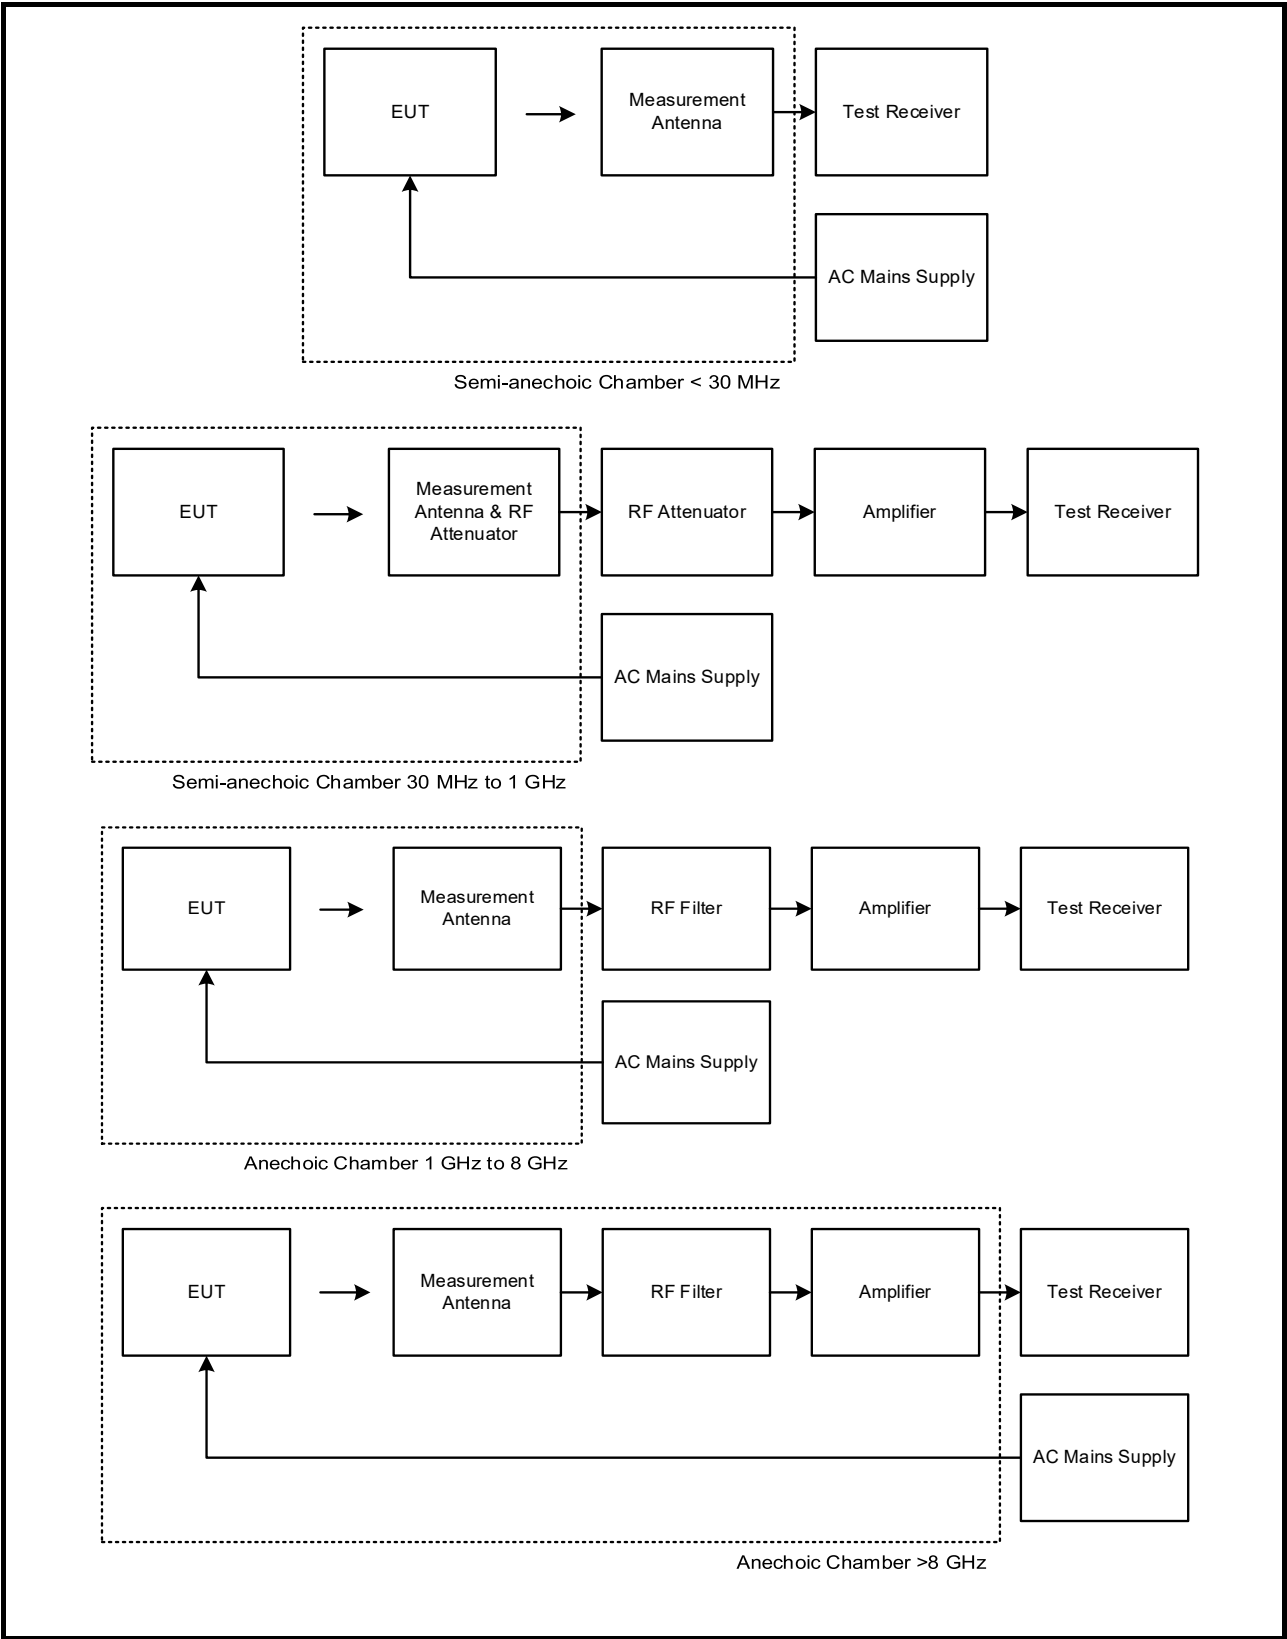 EUT
Measurement
Antenna
Test Receiver
AC Mains Supply
Semi-anechoic Chamber < 30 MHz
EUT
Measurement
Antenna & RF
Attenuator
RF Attenuator
Amplifier
Test Receiver
AC Mains Supply
Semi-anechoic Chamber 30 MHz to 1 GHz
EUT
Measurement
Antenna
RF Filter
Amplifier
Test Receiver
AC Mains Supply
Anechoic Chamber 1 GHz to 8 GHz
EUT
Measurement
Antenna
RF Filter
Amplifier
Test Receiver
AC Mains Supply
Anechoic Chamber >8 GHz